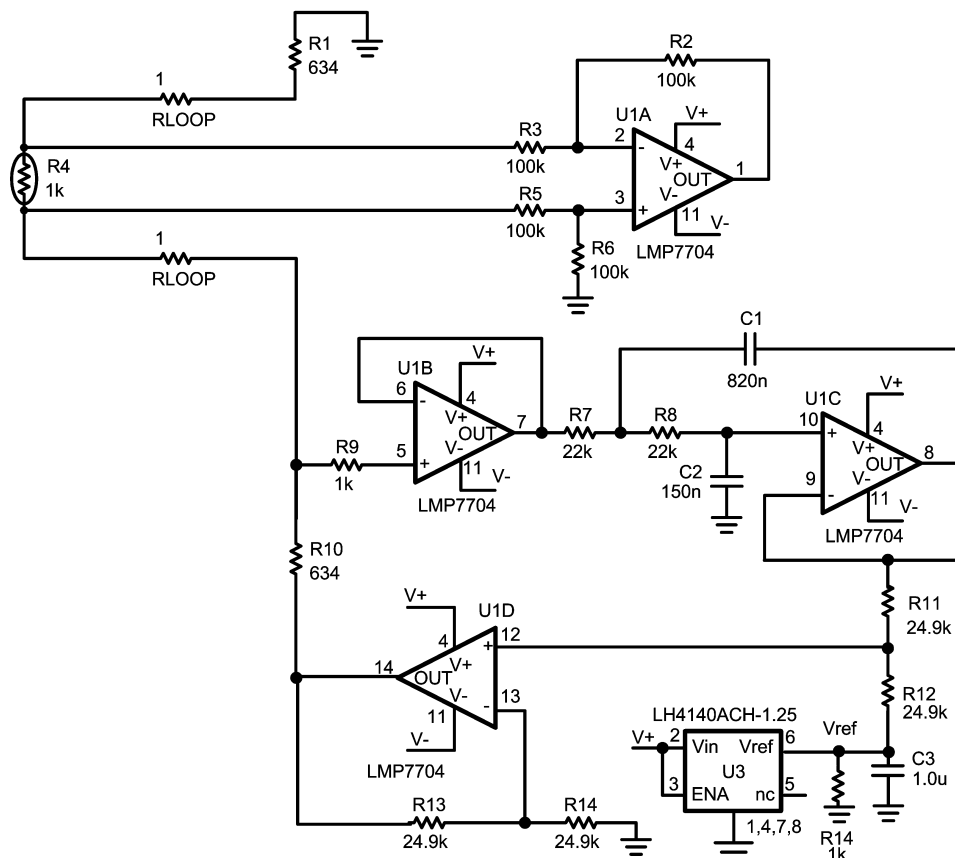 R1
634
1
RLOOP
R2
100k
U1A
V+
R3
100k
2
-
4
V+
OUT
1
R4
1k
R5
100k
3
+
V-
11
V-
LMP7704
R6
100k
1
RLOOP
C1
820n
U1B
V+
6
-
4
V+
OUT
7
R7
22k
R8
22k
U1C
V+
10
+
4
V+
OUT
8
R9
1k
5
+
V-
11
V-
LMP7704
C2
150n
9
-
V-
11
V-
LMP7704
R10
634
V+
U1D
R11
24.9k
4
+
12
14
OUT
V+
V-
-
13
11
V-
LMP7704
R12
24.9k
LH4140ACH-1.25
Vref
V+
2
Vin
Vref
6
U3
3
ENA
nc
5
1,4,7,8
C3
1.0u
R13
24.9k
R14
24.9k
R14
1k